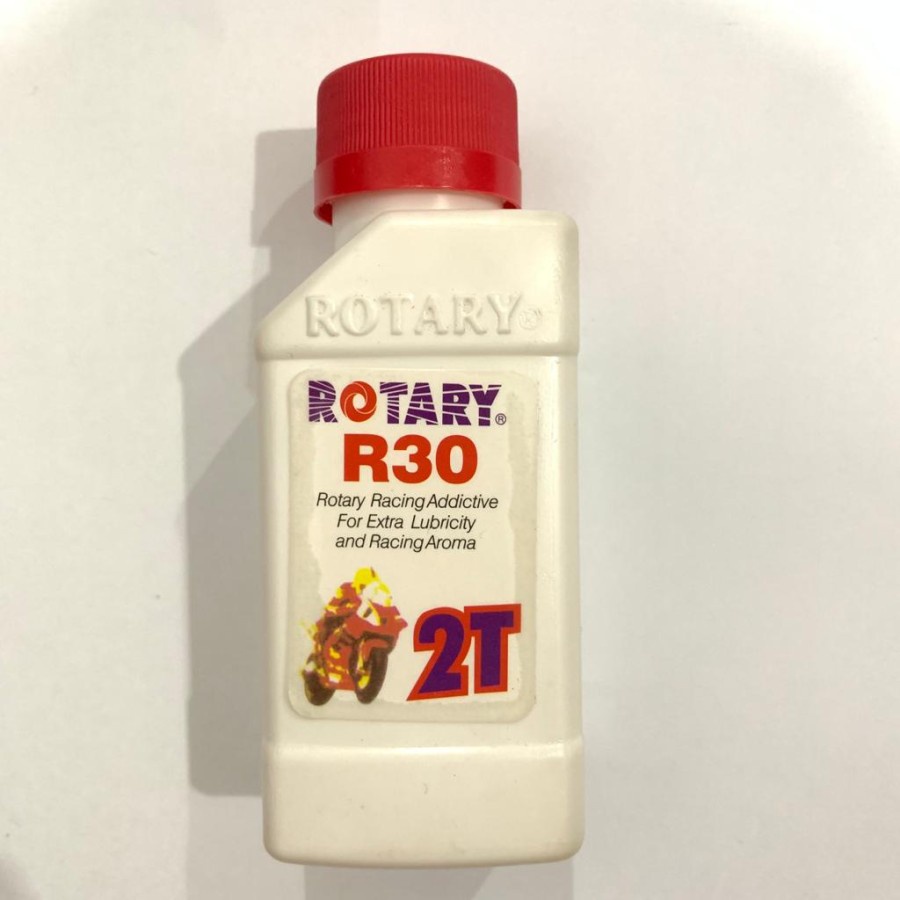 ROTARY®
ROTARY®
R30
Rotary Racing Addictive
For Extra Lubricity
and Racing Aroma
2T